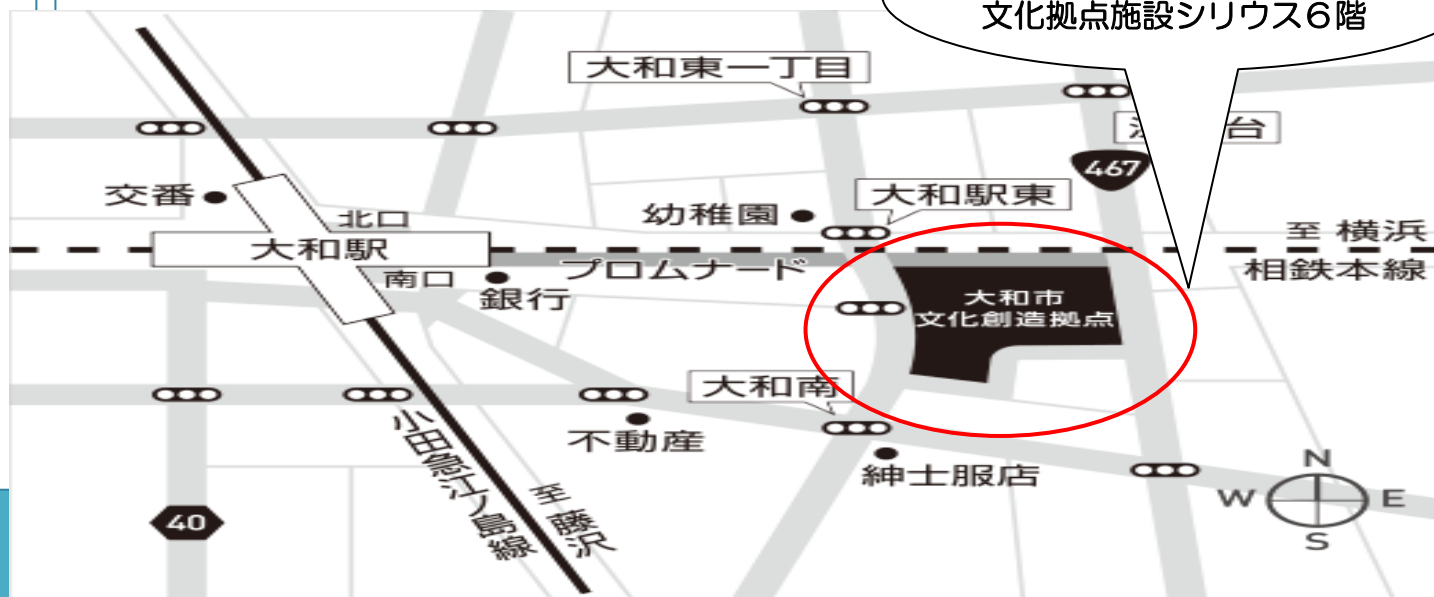 文化拠点施設シリウス６階
大和東一丁目
台
467
交番
北口
幼稚園
大和駅東
大和駅
至 横浜
プロムナード
相鉄本線
南口
銀行
大和市
文化創造拠点
大和南
不動産
紳士服店
小田急江ノ島線
至 藤沢
40
N
W
E
S